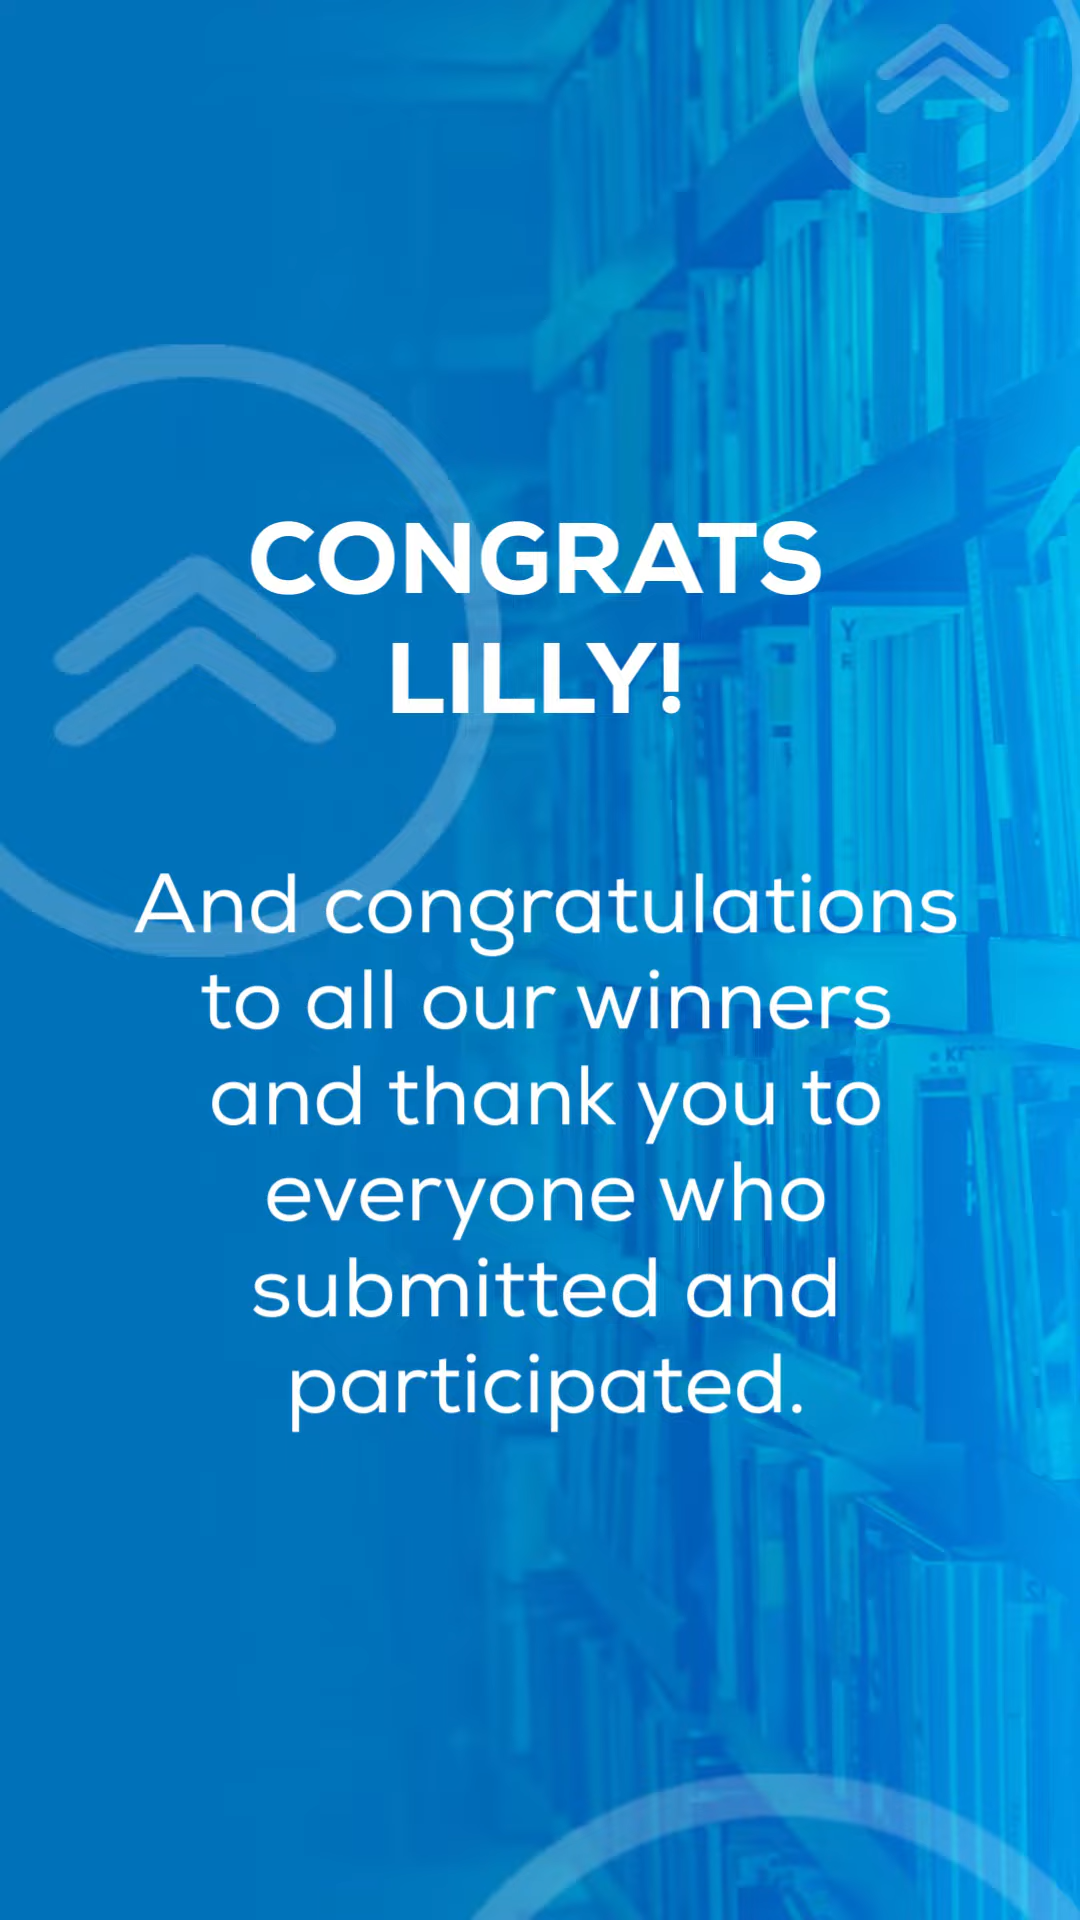 CONGRATS
LILLY!
And congratulations
to all our winners
and thank you to
everyone who
submitted and
participated.